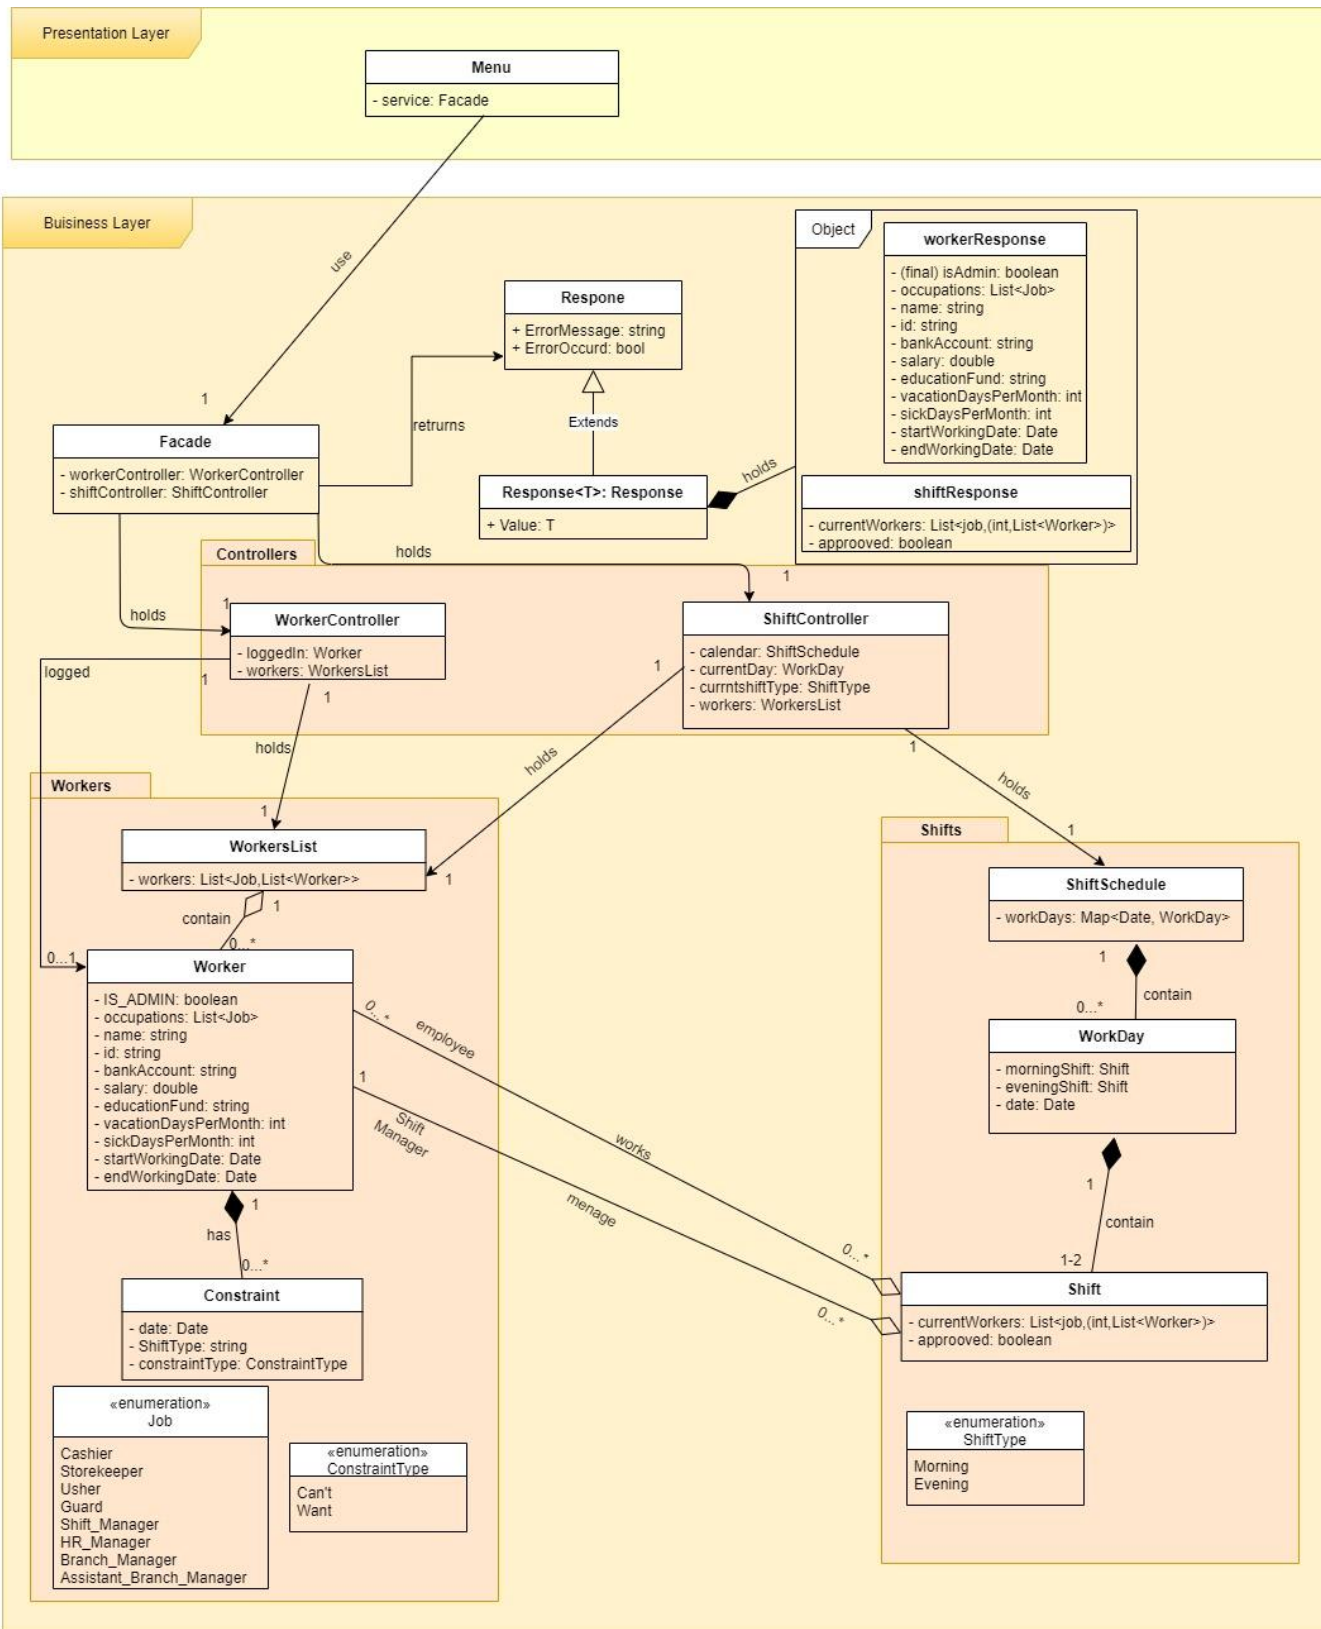 Presentation Layer
Menu
- service: Facade
use
1
Buisiness Layer
Object
workerResponse
- (final) isAdmin: boolean
- occupations: List<Job>
- name: string
- id: string
- bankAccount: string
- salary: double
- educationFund: string
- vacationDaysPerMonth: int
- sickDaysPerMonth: int
- startWorkingDate: Date
- endWorkingDate: Date
shiftResponse
- currentWorkers: List<job,(int,List<Worker>)>
- approoved: boolean
Respone
+ ErrorMessage: string
+ ErrorOccurd: bool
Extends
retrurns
holds
Response<T>: Response
+ Value: T
Facade
- workerController: WorkerController
- shiftController: ShiftController
holds
holds
1
1
Controllers
WorkerController
- loggedIn: Worker
- workers: WorkersList
ShiftController
- calendar: ShiftSchedule
- currentDay: WorkDay
- currntshiftType: ShiftType
- workers: WorkersList
logged
1
1
holds
1
1
holds
1
1
holds
1
0...1
Workers
WorkersList
- workers: List<Job,List<Worker>>
1
contain
0...*
Worker
- IS_ADMIN: boolean
- occupations: List<Job>
- name: string
- id: string
- bankAccount: string
- salary: double
- educationFund: string
- vacationDaysPerMonth: int
- sickDaysPerMonth: int
- startWorkingDate: Date
- endWorkingDate: Date
1
has
0...*
Constraint
- date: Date
- ShiftType: string
- constraintType: ConstraintType
«enumeration»
Job
Cashier
Storekeeper
Usher
Guard
Shift_Manager
HR_Manager
Branch_Manager
Assistant_Branch_Manager
«enumeration»
ConstraintType
Can't
Want
0... *
employee
works
0... *
1
Shift
Manager
menage
0... *
Shifts
ShiftSchedule
- workDays: Map<Date, WorkDay>
1
contain
0...*
WorkDay
- morningShift: Shift
- eveningShift: Shift
- date: Date
1
contain
1-2
Shift
- currentWorkers: List<job,(int,List<Worker>)>
- approoved: boolean
«enumeration»
ShiftType
Morning
Evening